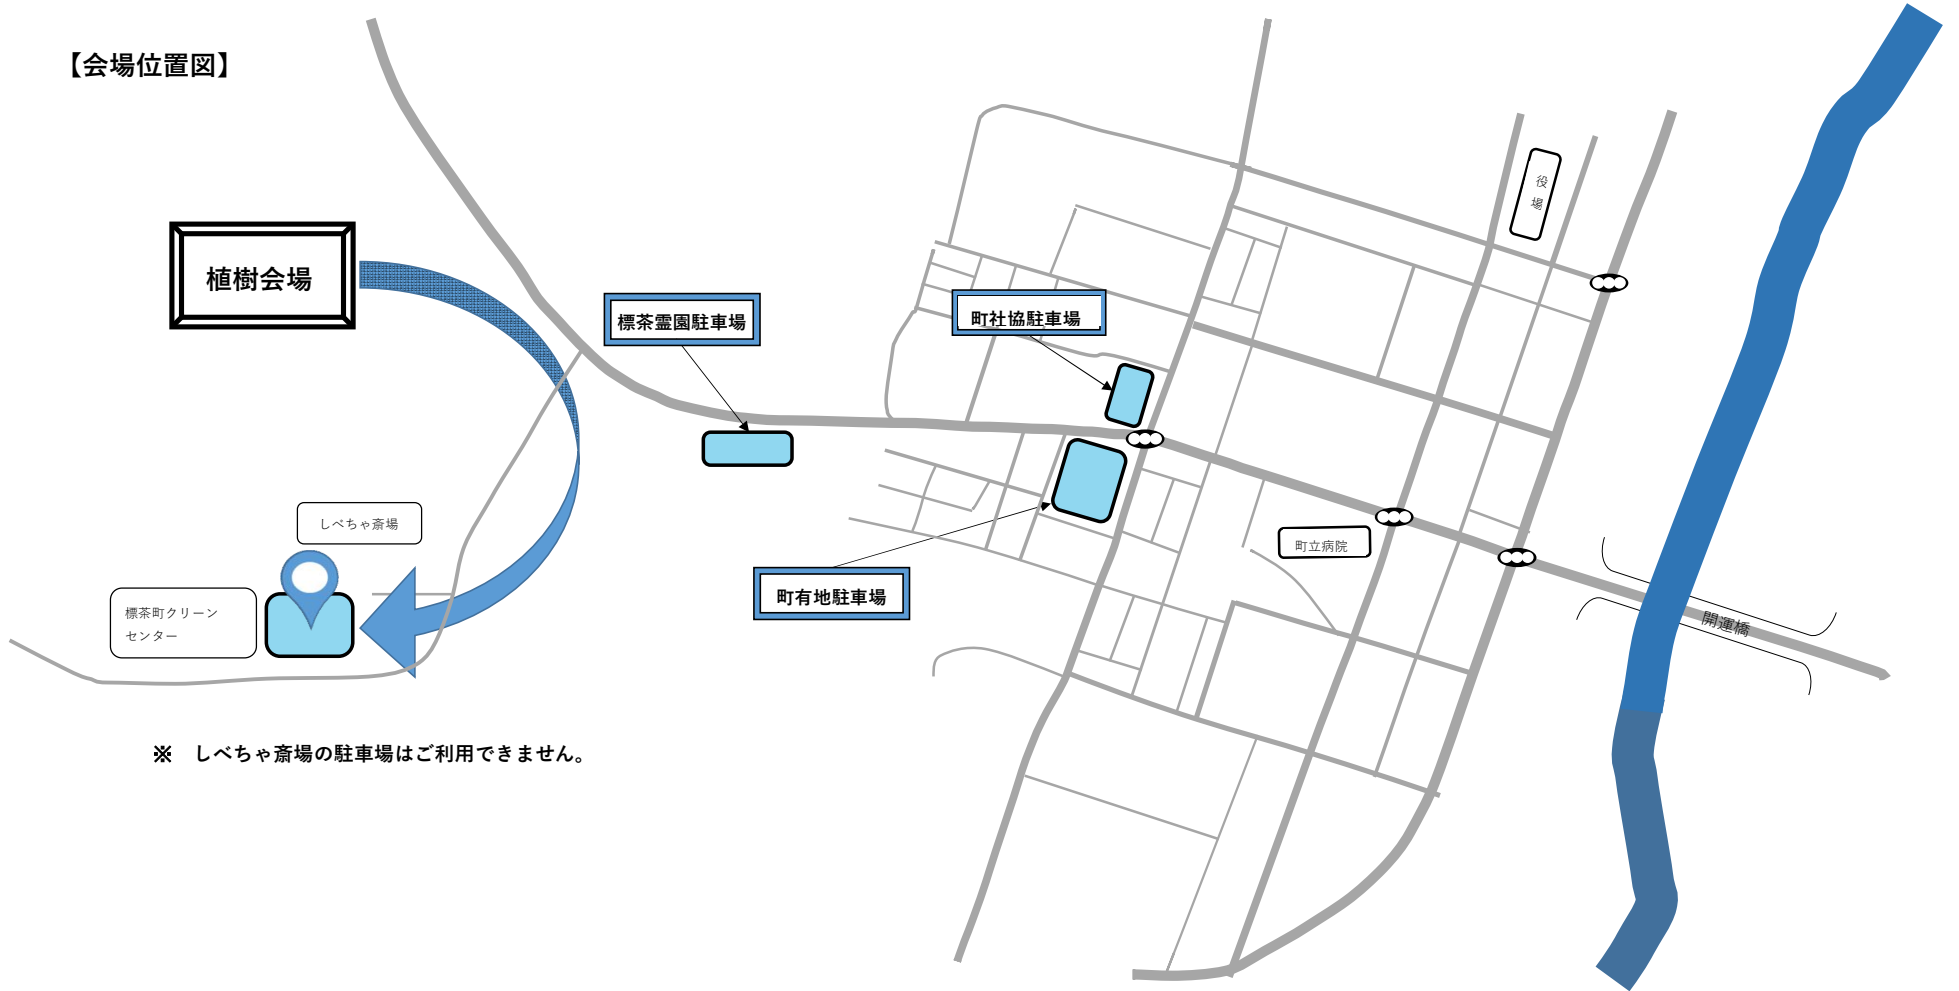 【会場位置図】
役場
植樹会場
標茶霊園駐車場
町社協駐車場
しべちゃ斎場
町立病院
標茶町クリーン
センター
町有地駐車場
開運橋
※　しべちゃ斎場の駐車場はご利用できません。